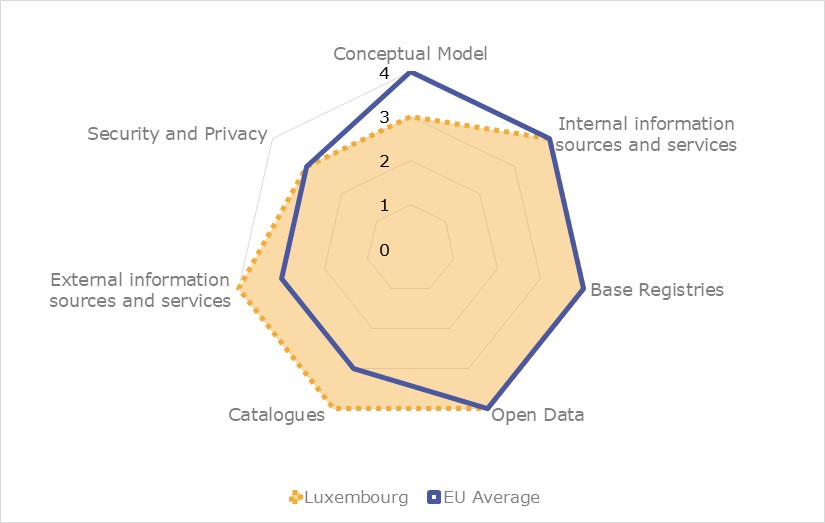 Conceptual Model
4
3
2
1
0
Internal information
sources and services
Security and Privacy
External information
sources and services
Base Registries
Catalogues
Open Data
Luxembourg
EU Average